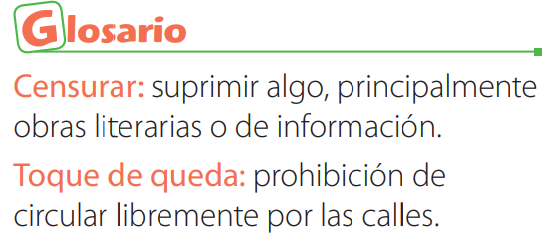 Glosario
Censurar: suprimir algo, principalmente
obras literarias o de información.
Toque de queda: prohibición de
circular libremente por las calles.